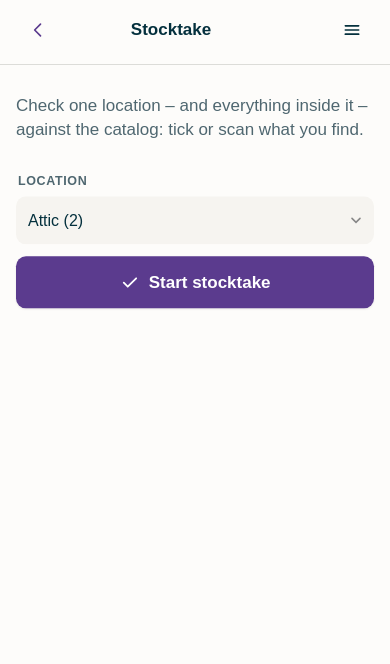 Stocktake
Check one location – and everything inside it –
against the catalog: tick or scan what you find.
LOCATION
Attic (2)
Start stocktake